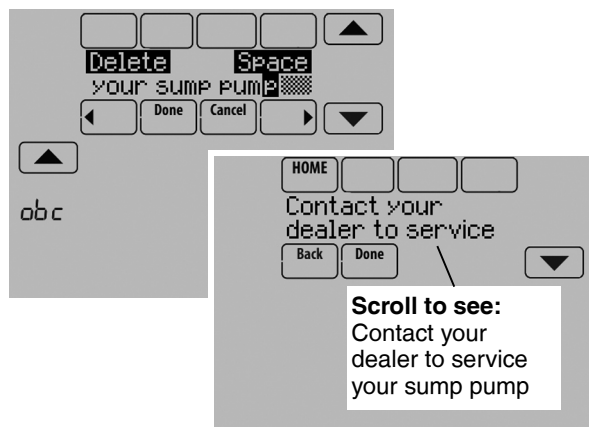 Delete Space
your sump pump
Done Cancel
abc
HOME
Contact your
dealer to service
Back Done
Scroll to see:
Contact your
dealer to service
your sump pump